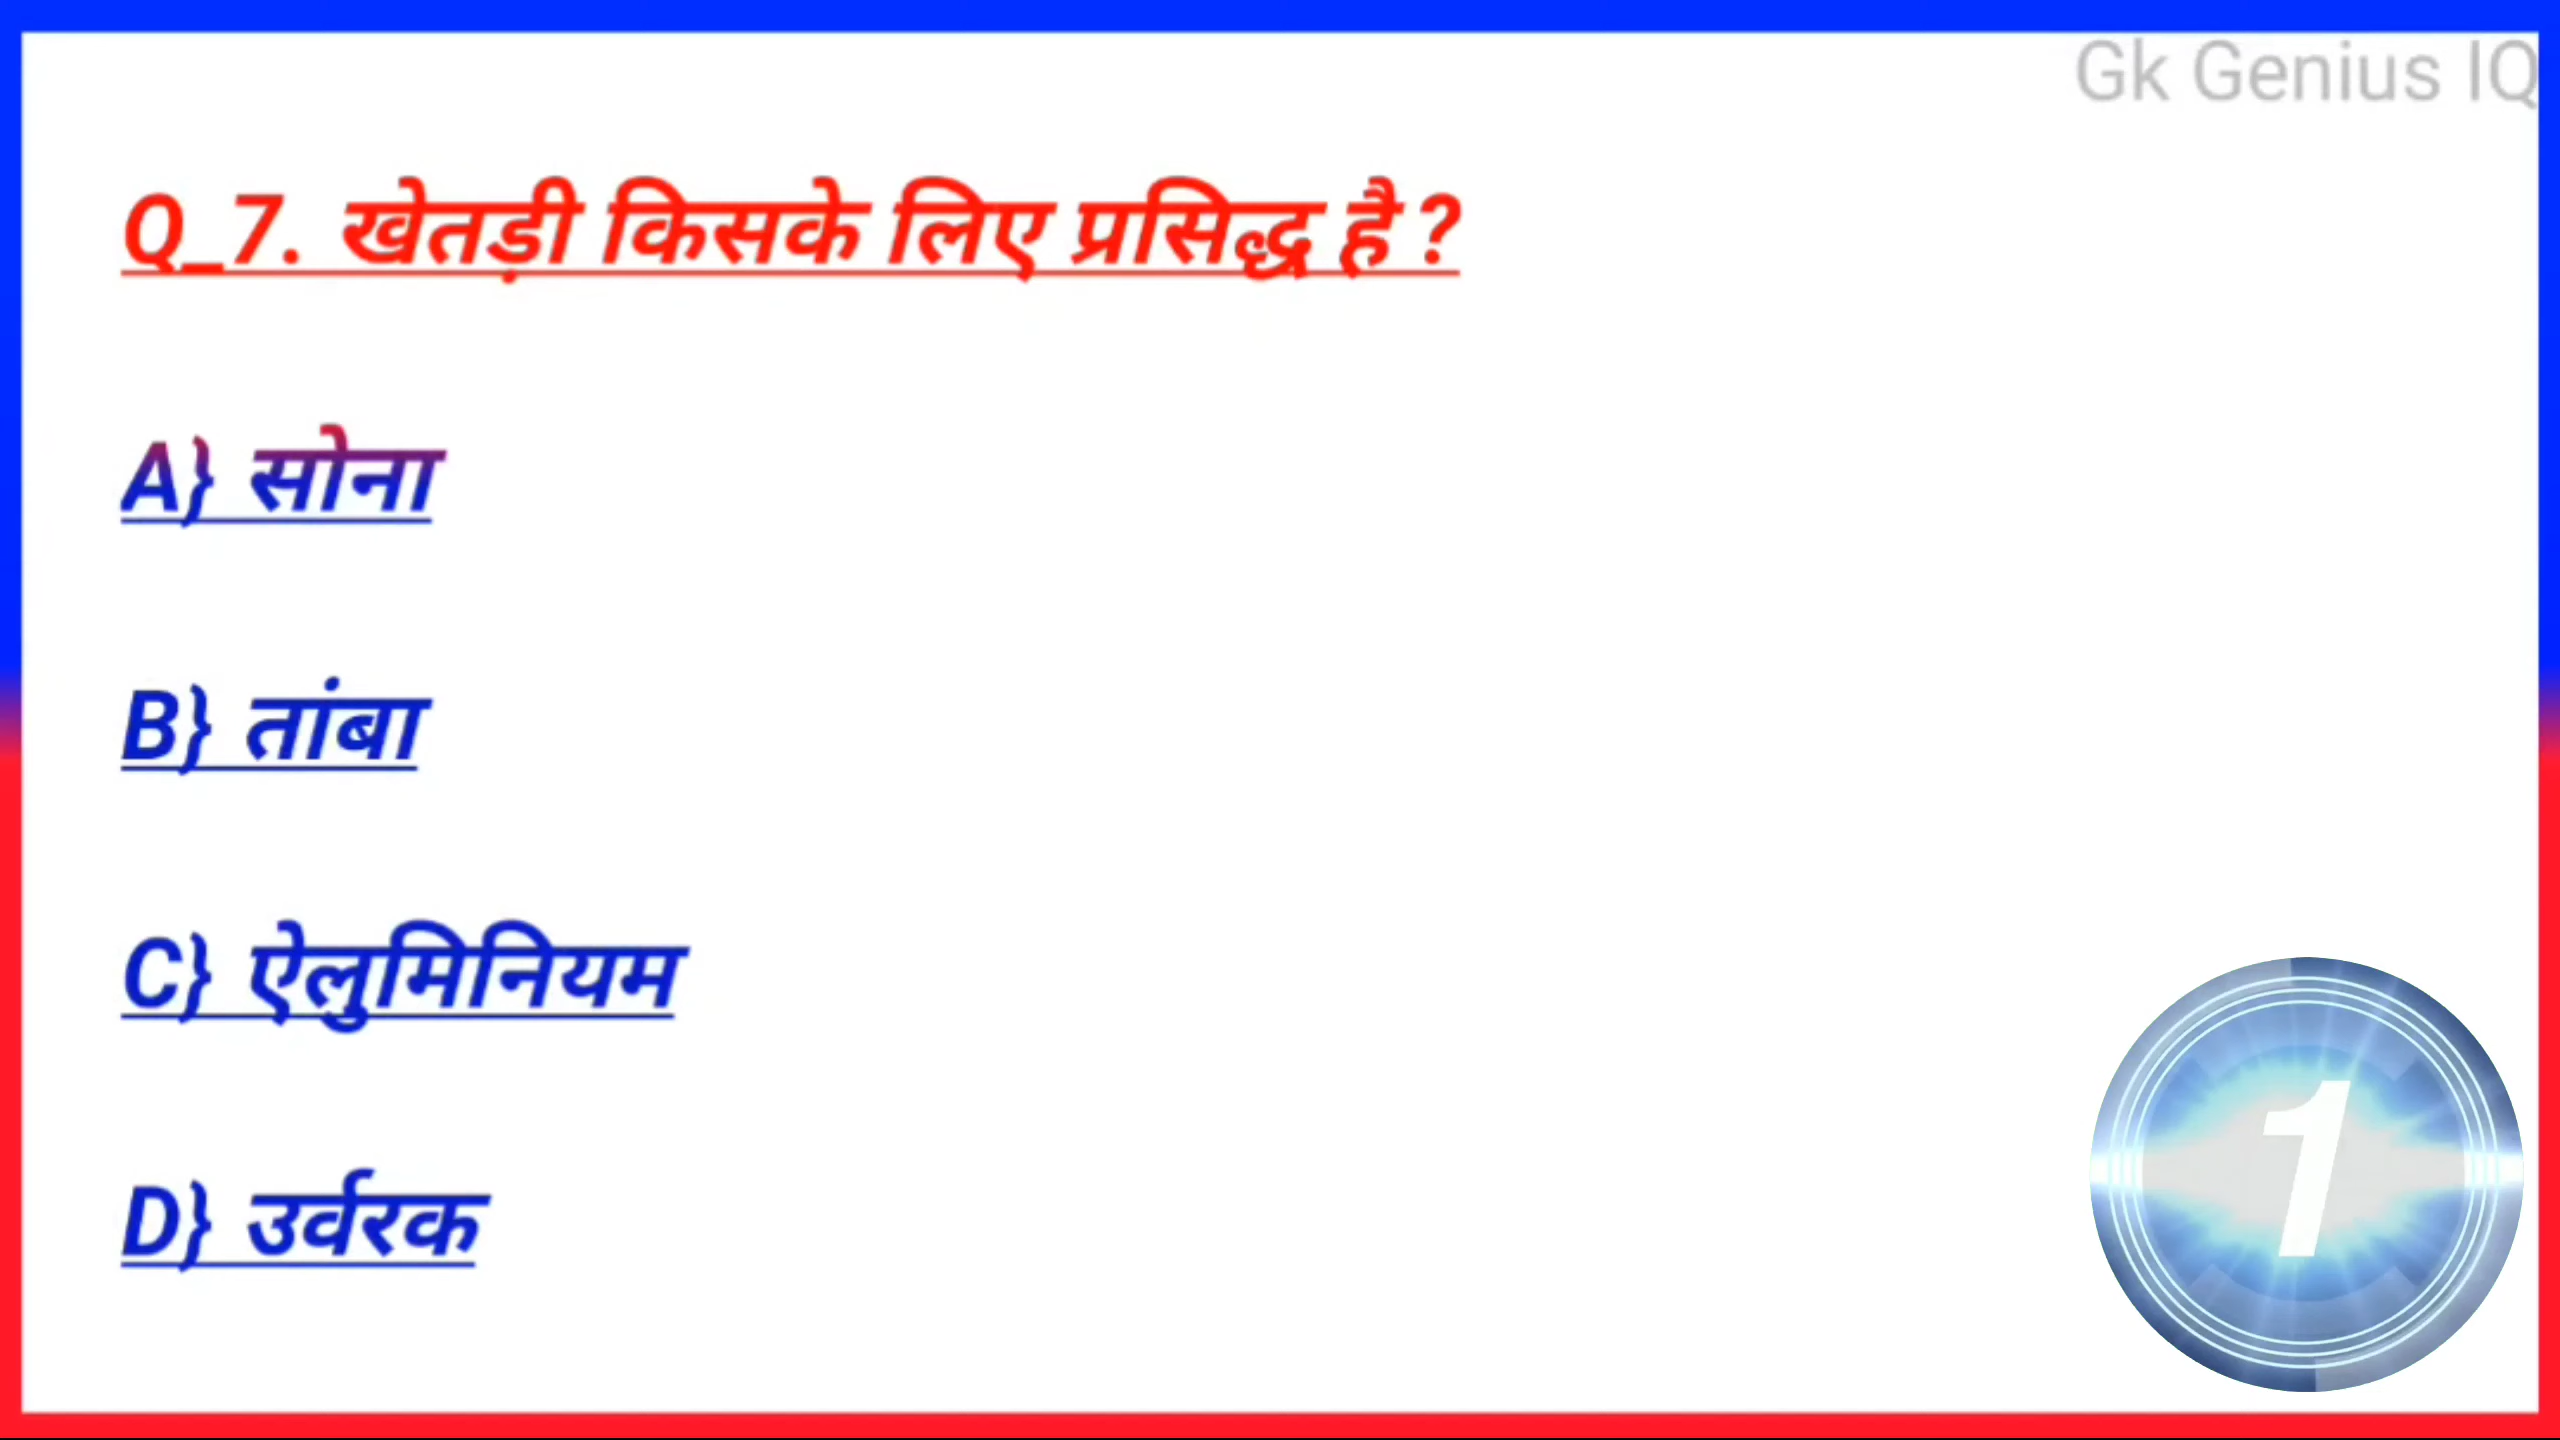 Gk Genius IQ
Q_7. खेतड़ी किसके लिए प्रसिद्ध है ?
A} सोना
B} तांबा
C} ऐलुमिनियम
D} उर्वरक
1